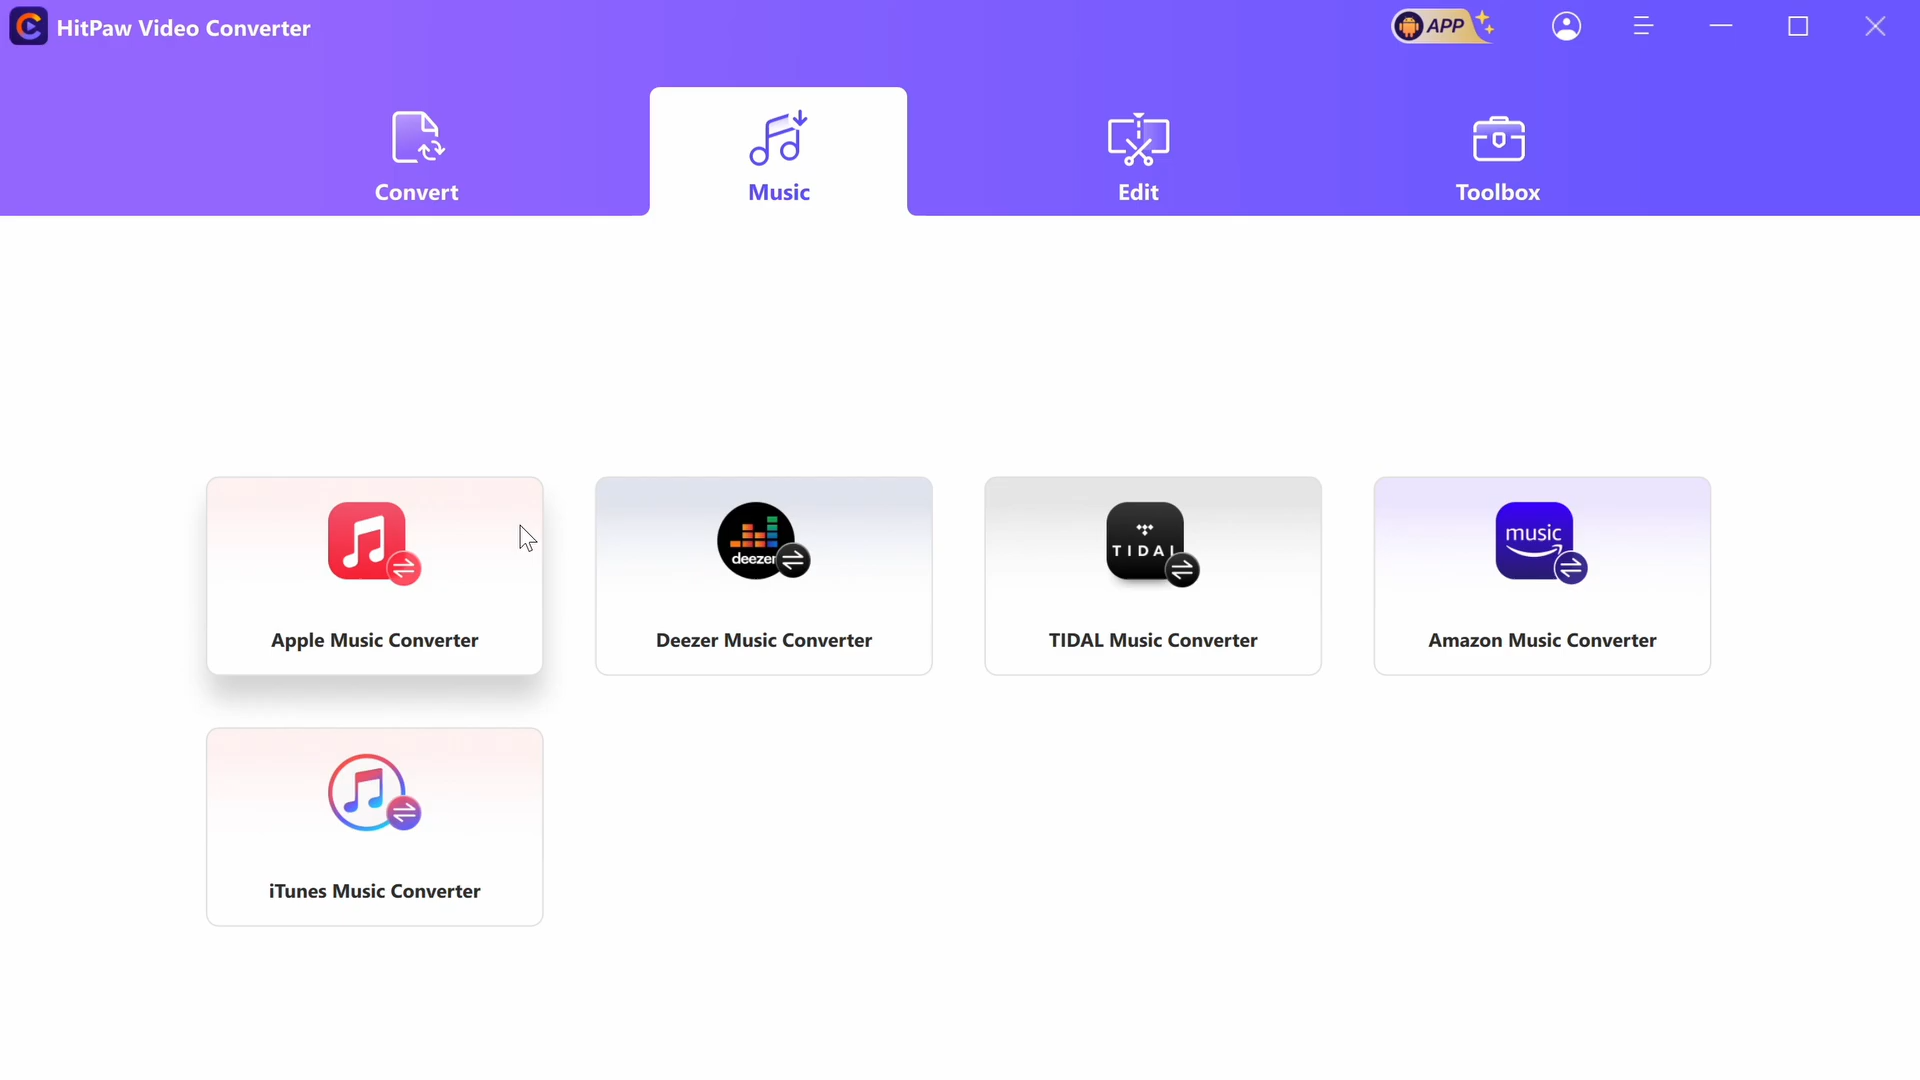 HitPaw Video Converter
APP
Convert
Music
Edit
Toolbox
deezer
TIDAL
music
Apple Music Converter
Deezer Music Converter
TIDAL Music Converter
Amazon Music Converter
iTunes Music Converter